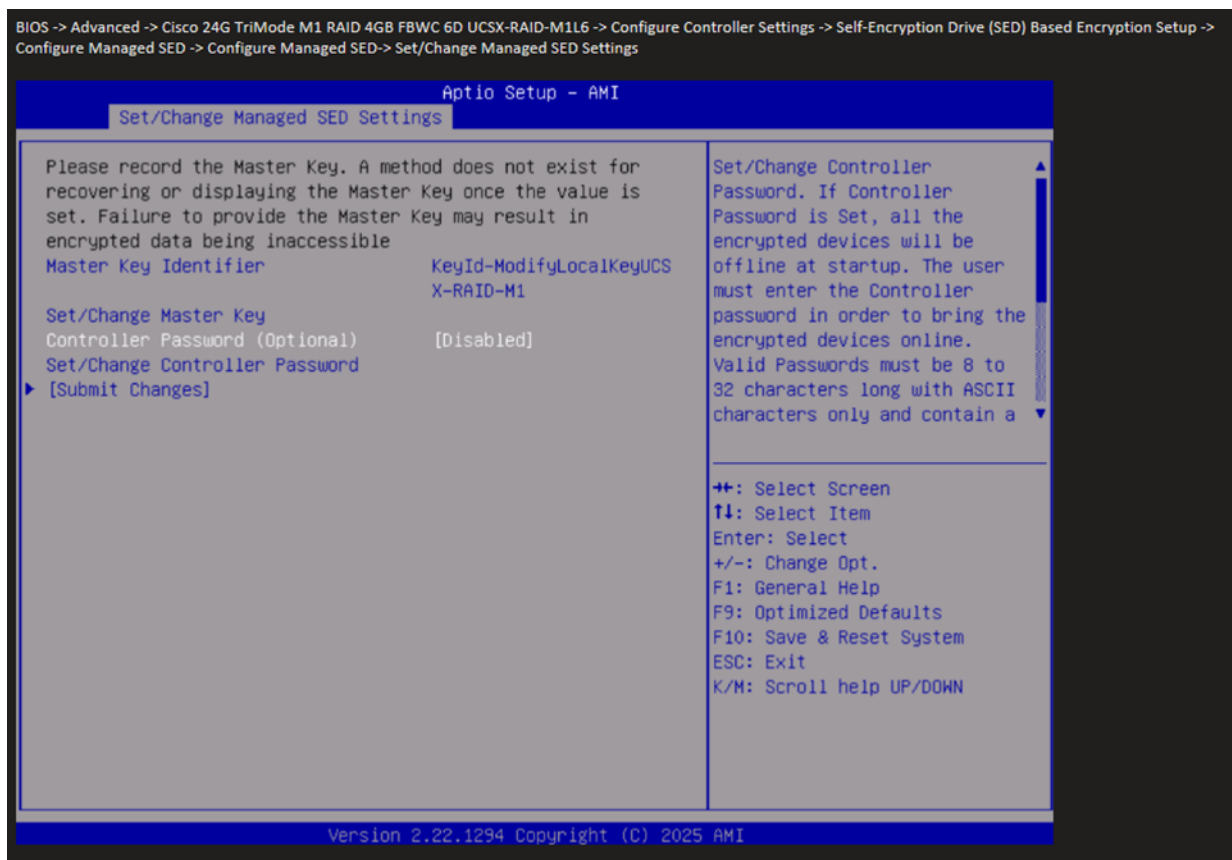 BIOS -> Advanced -> Cisco 24G TriMode M1 RAID 4GB FBWC 6D UCSX-RAID-M1L6 -> Configure Controller Settings -> Self-Encryption Drive (SED) Based Encryption Setup ->
Configure Managed SED -> Configure Managed SED-> Set/Change Managed SED Settings
Aptio Setup – AMI
Set/Change Managed SED Settings
Please record the Master Key. A method does not exist for
recovering or displaying the Master Key once the value is
set. Failure to provide the Master Key may result in
encrypted data being inaccessible
Master Key Identifier KeyId-ModifyLocalKeyUCS
X-RAID-M1
Set/Change Master Key
Controller Password (Optional) [Disabled]
Set/Change Controller Password
[Submit Changes]
Set/Change Controller
Password. If Controller
Password is Set, all the
encrypted devices will be
offline at startup. The user
must enter the Controller
password in order to bring the
encrypted devices online.
Valid Passwords must be 8 to
32 characters long with ASCII
characters only and contain a
→←: Select Screen
↑↓: Select Item
Enter: Select
+/-: Change Opt.
F1: General Help
F9: Optimized Defaults
F10: Save & Reset System
ESC: Exit
K/M: Scroll help UP/DOWN
Version 2.22.1294 Copyright (C) 2025 AMI